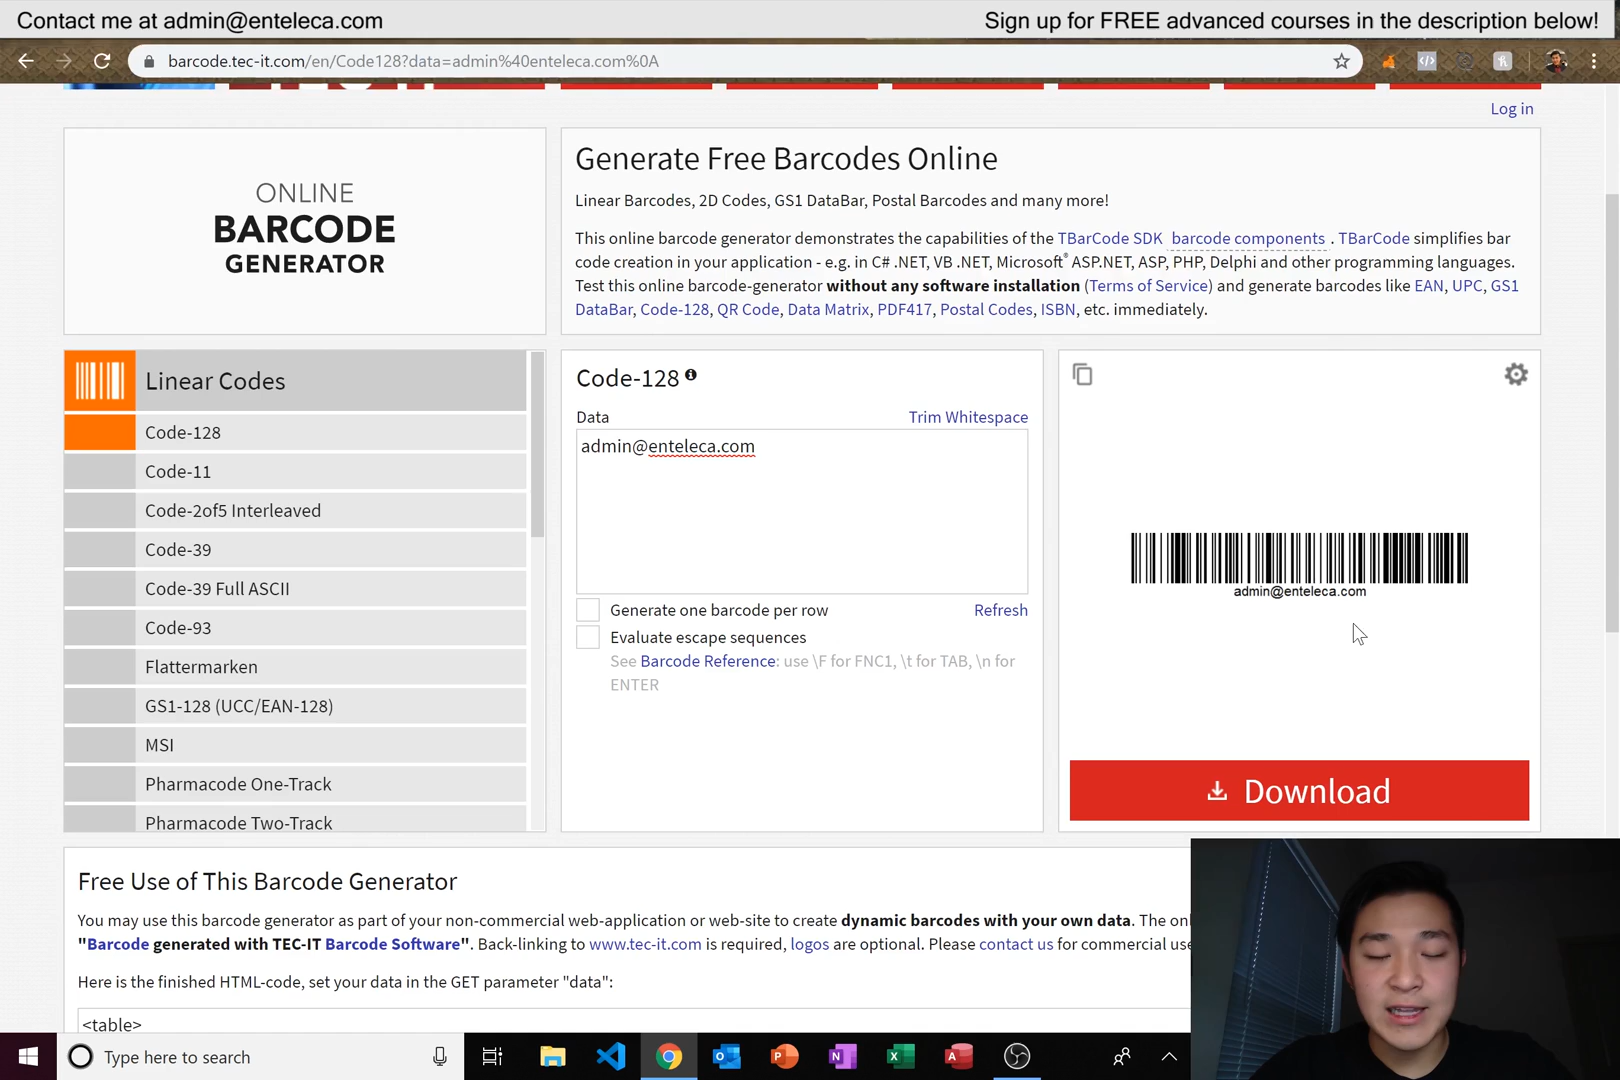 Contact me at admin@enteleca.com
Sign up for FREE advanced courses in the description below!
barcode.tec-it.com/en/Code128?data=admin%40enteleca.com%0A
Log in
ONLINE
BARCODE
GENERATOR
Generate Free Barcodes Online
Linear Barcodes, 2D Codes, GS1 DataBar, Postal Barcodes and many more!
This online barcode generator demonstrates the capabilities of the TBarCode SDK barcode components . TBarCode simplifies bar
code creation in your application - e.g. in C# .NET, VB .NET, Microsoft® ASP.NET, ASP, PHP, Delphi and other programming languages.
Test this online barcode-generator without any software installation (Terms of Service) and generate barcodes like EAN, UPC, GS1
DataBar, Code-128, QR Code, Data Matrix, PDF417, Postal Codes, ISBN, etc. immediately.
Linear Codes
Code-128
Code-11
Code-2of5 Interleaved
Code-39
Code-39 Full ASCII
Code-93
Flattermarken
GS1-128 (UCC/EAN-128)
MSI
Pharmacode One-Track
Pharmacode Two-Track
Code-128
Data
Trim Whitespace
admin@enteleca.com
Generate one barcode per row
Refresh
Evaluate escape sequences
See Barcode Reference: use \F for FNC1, \t for TAB, \n for
ENTER
admin@enteleca.com
Download
Free Use of This Barcode Generator
You may use this barcode generator as part of your non-commercial web-application or web-site to create dynamic barcodes with your own data. The
"Barcode generated with TEC-IT Barcode Software". Back-linking to www.tec-it.com is required, logos are optional. Please contact us for commercial
Here is the finished HTML-code, set your data in the GET parameter "data":
<table>
Type here to search